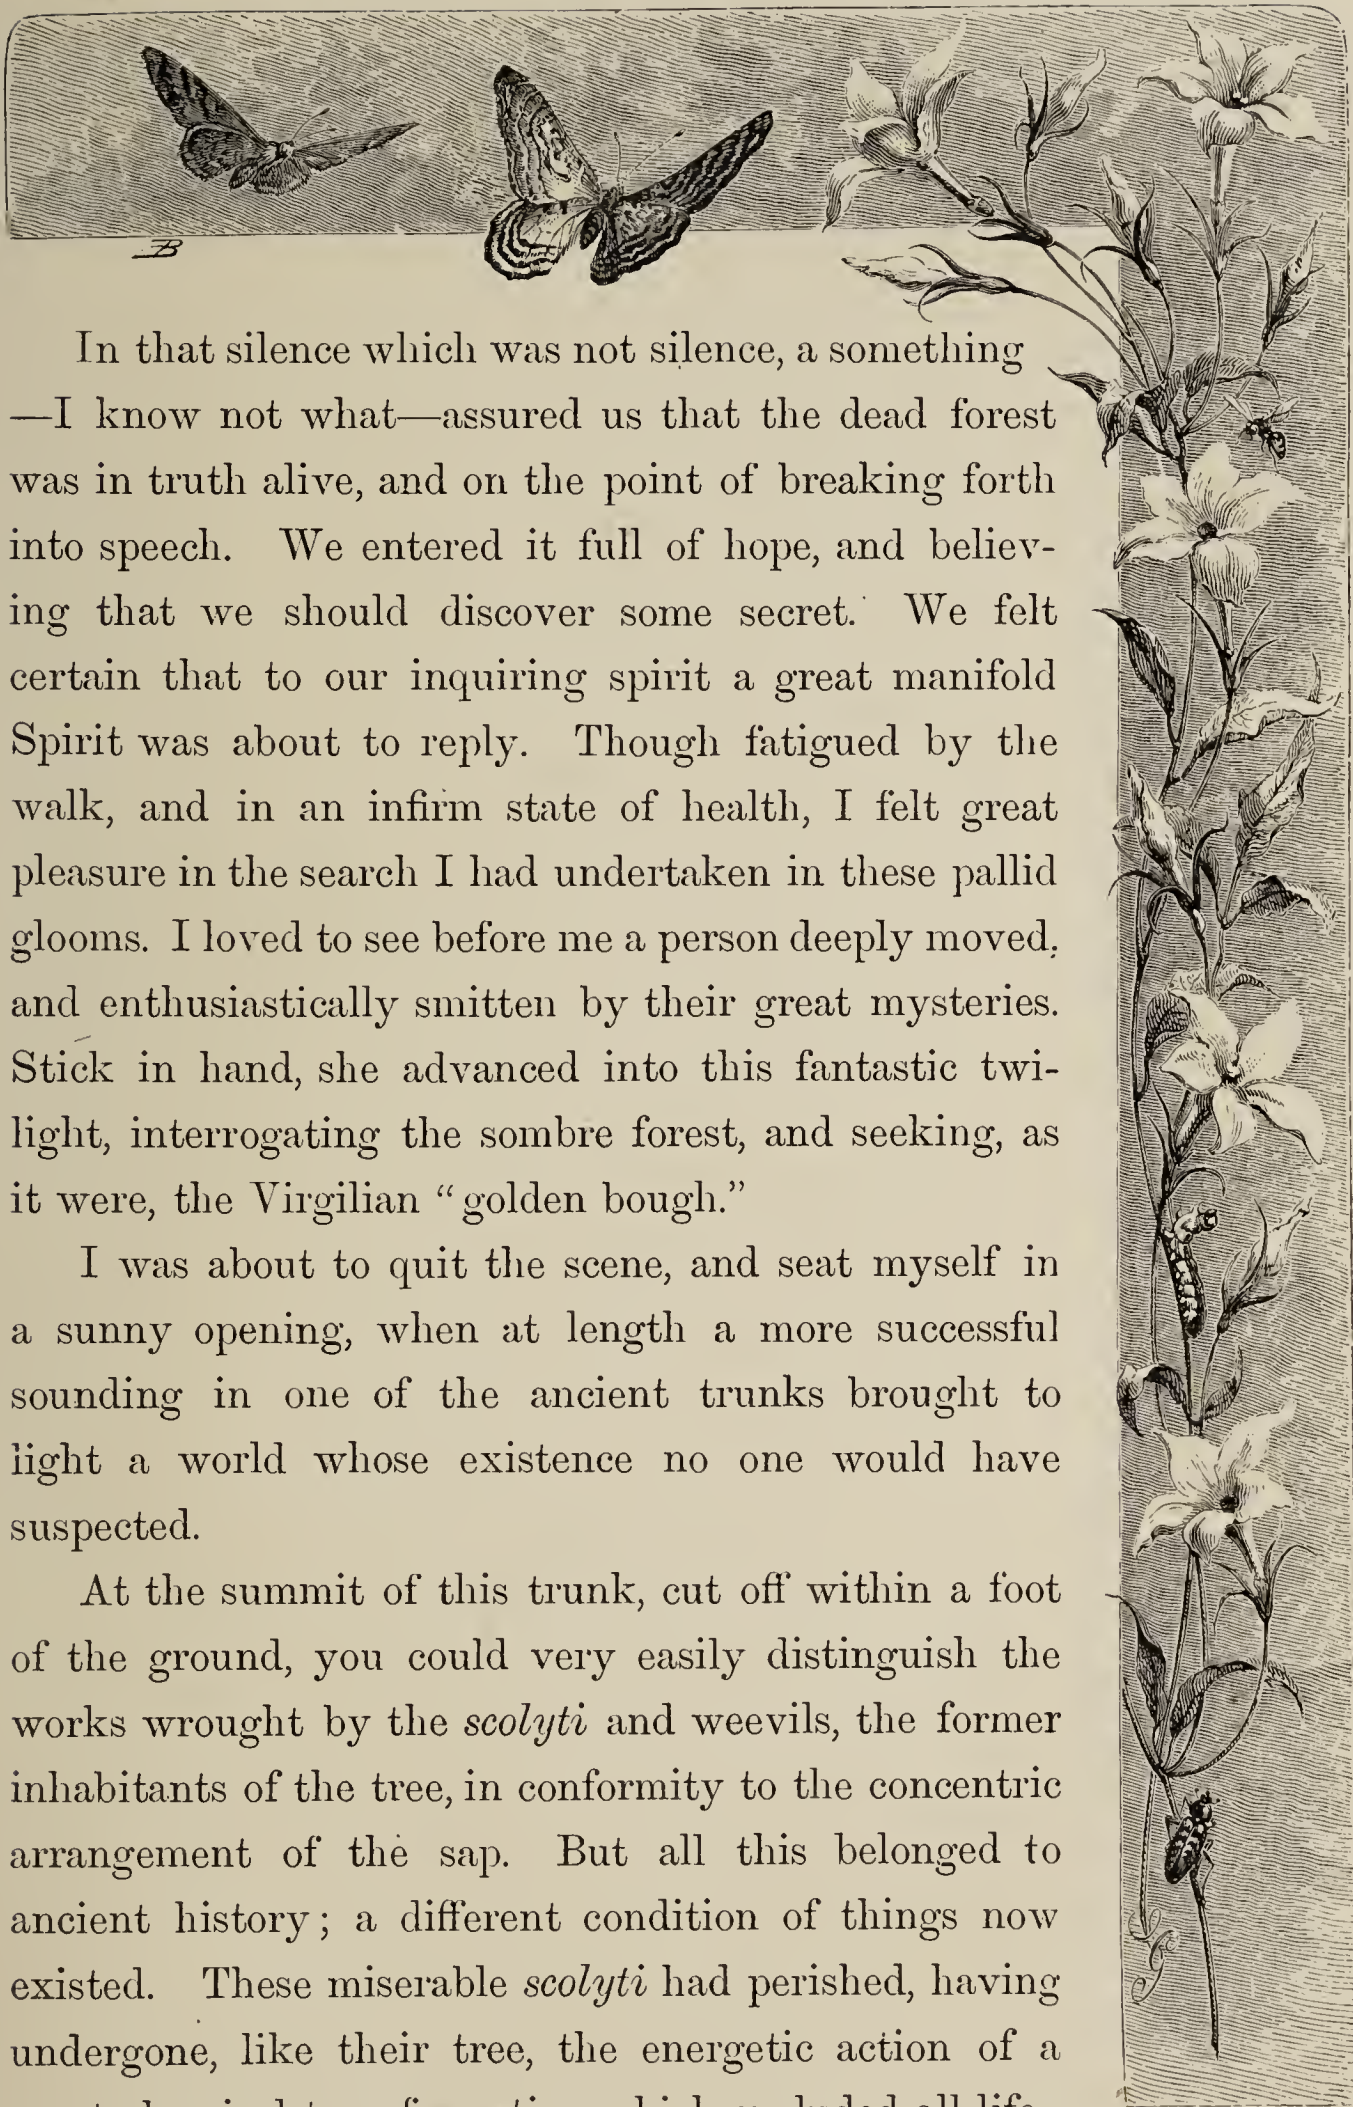 In that silence which was not silence, a something
—I know not what—assured us that the dead forest
was in truth alive, and on the point of breaking forth
into speech. We entered it full of hope, and believ-
ing that we should discover some secret. We felt
certain that to our inquiring spirit a great manifold
Spirit was about to reply. Though fatigued by the
walk, and in an infirm state of health, I felt great
pleasure in the search I had undertaken in these pallid
glooms. I loved to see before me a person deeply moved,
and enthusiastically smitten by their great mysteries.
Stick in hand, she advanced into this fantastic twi-
light, interrogating the sombre forest, and seeking, as
it were, the Virgilian "golden bough."
I was about to quit the scene, and seat myself in
a sunny opening, when at length a more successful
sounding in one of the ancient trunks brought to
light a world whose existence no one would have
suspected.
At the summit of this trunk, cut off within a foot
of the ground, you could very easily distinguish the
works wrought by the scolyti and weevils, the former
inhabitants of the tree, in conformity to the concentric
arrangement of the sap. But all this belonged to
ancient history; a different condition of things now
existed. These miserable scolyti had perished, having
undergone, like their tree, the energetic action of a